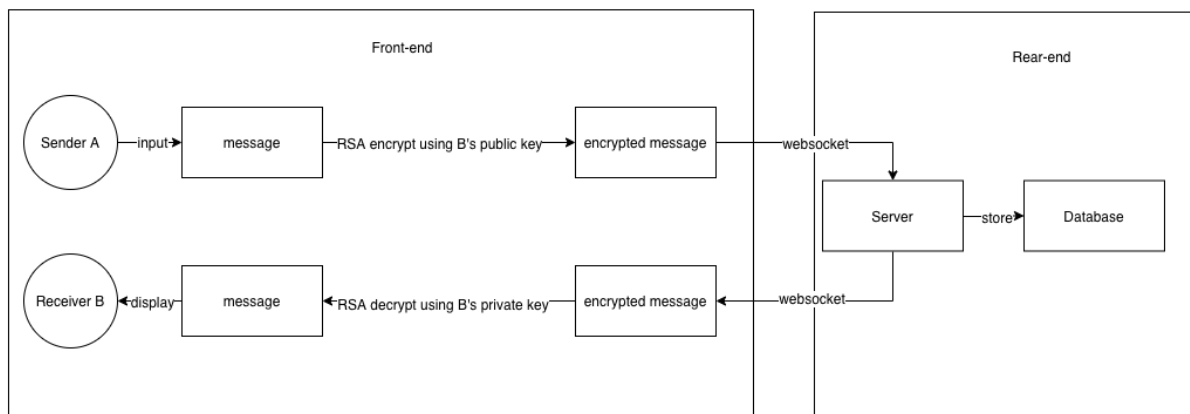 Front-end
Rear-end
Sender A
input
message
RSA encrypt using B's public key
encrypted message
websocket
Server
store
Database
Receiver B
display
message
RSA decrypt using B's private key
encrypted message
websocket